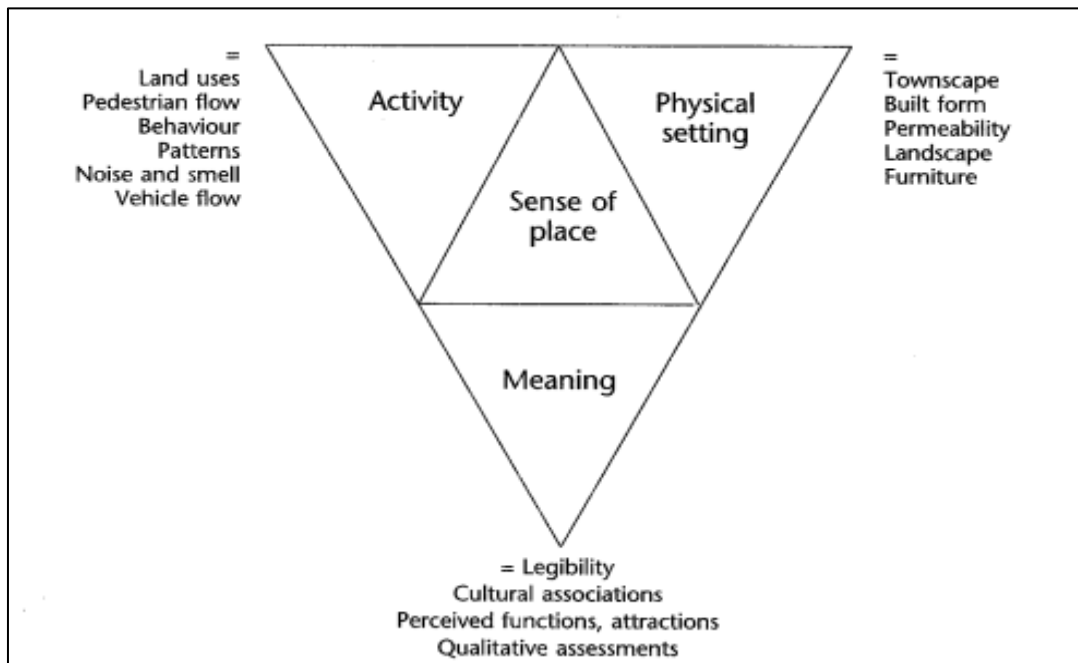 =
Land uses
Pedestrian flow
Behaviour
Patterns
Noise and smell
Vehicle flow
Activity
Physical
setting
=
Townscape
Built form
Permeability
Landscape
Furniture
Sense of
place
Meaning
= Legibility
Cultural associations
Perceived functions, attractions
Qualitative assessments